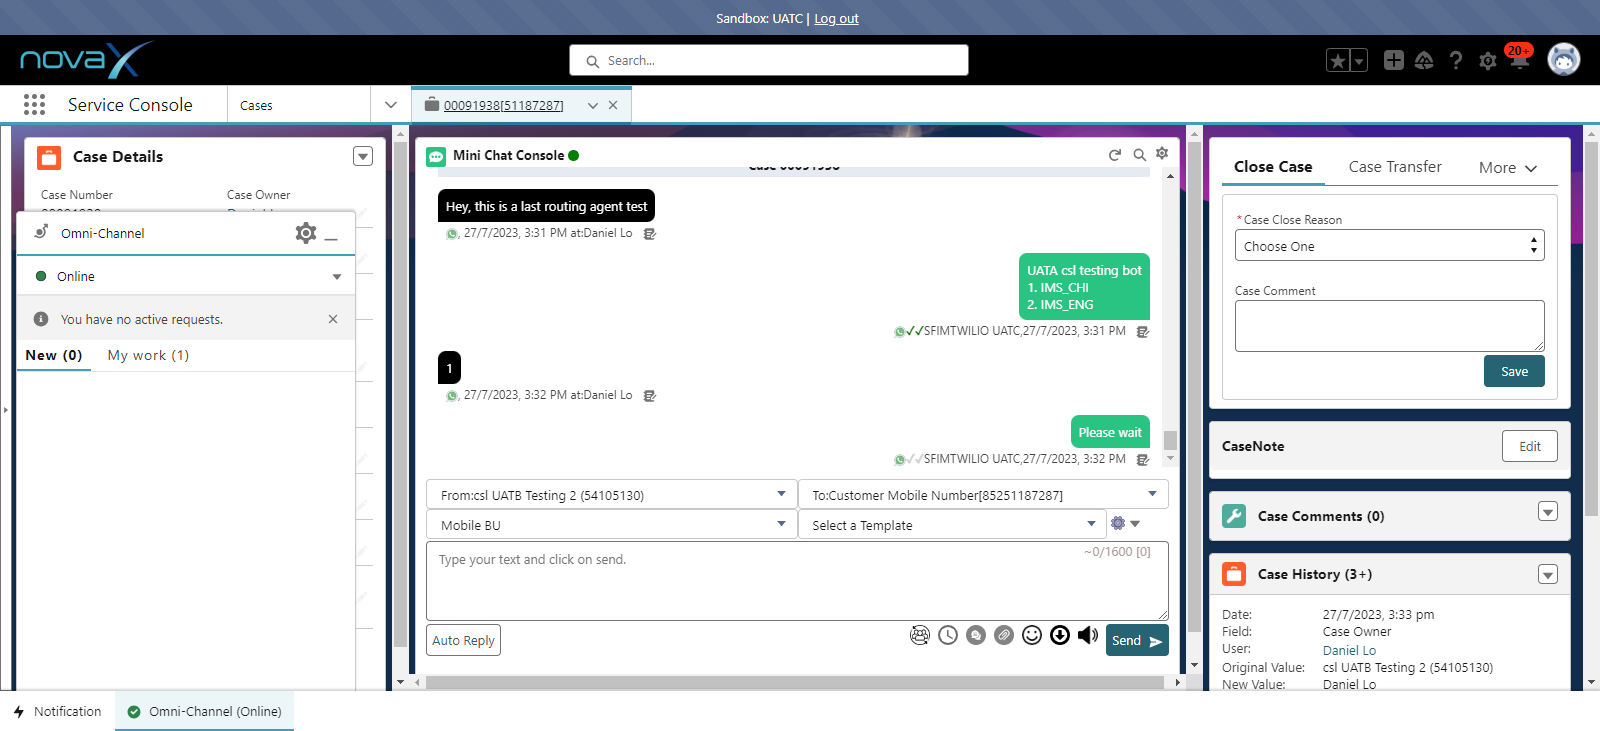 Sandbox: UATC | Log out
novaX
Search...
20+
Service Console
Cases
00091938[51187287]
Case Details
Case Number
Case Owner
Omni-Channel
Online
You have no active requests.
New (0)
My work (1)
Mini Chat Console
Hey, this is a last routing agent test
, 27/7/2023, 3:31 PM at:Daniel Lo
UATA csl testing bot
1. IMS_CHI
2. IMS_ENG
SFIMTWILIO UATC,27/7/2023, 3:31 PM
1
, 27/7/2023, 3:32 PM at:Daniel Lo
Please wait
SFIMTWILIO UATC,27/7/2023, 3:32 PM
From:csl UATB Testing 2 (54105130)
To:Customer Mobile Number[85251187287]
Mobile BU
Select a Template
Type your text and click on send.
~0/1600 [0]
Auto Reply
Send
Close Case
Case Transfer
More
*Case Close Reason
Choose One
Case Comment
Save
CaseNote
Edit
Case Comments (0)
Case History (3+)
Date: 27/7/2023, 3:33 pm
Field: Case Owner
User: Daniel Lo
Original Value: csl UATB Testing 2 (54105130)
New Value: Daniel Lo
Notification
Omni-Channel (Online)